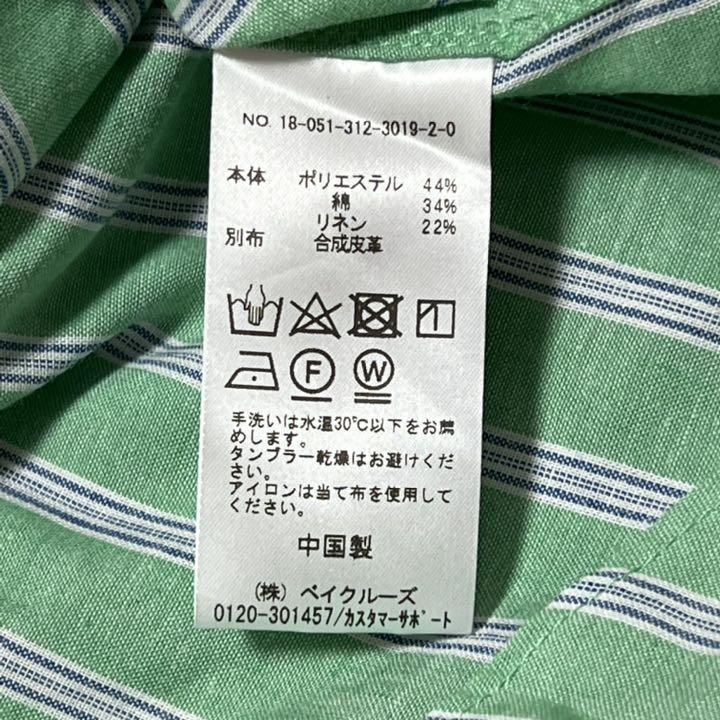 NO. 18-051-312-3019-2-0
本体 ポリエステル 44%
綿 34%
リネン 22%
別布 合成皮革
F W
手洗いは水温30℃以下をお薦
めします。
タンブラー乾燥はお避けくだ
さい。
アイロンは当て布を使用して
ください。
中国製
(株) ベイクルーズ
0120-301457/カスタマーサポート